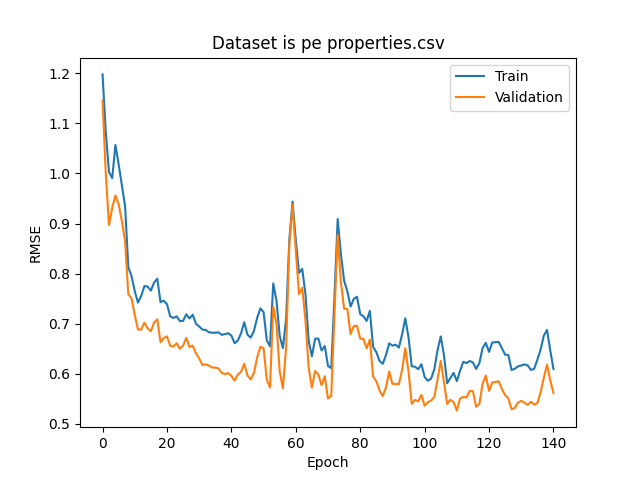 Dataset is pe properties.csv
Train
Validation
RMSE
1.2
1.1
1.0
0.9
0.8
0.7
0.6
0.5
0 20 40 60 80 100 120 140
Epoch